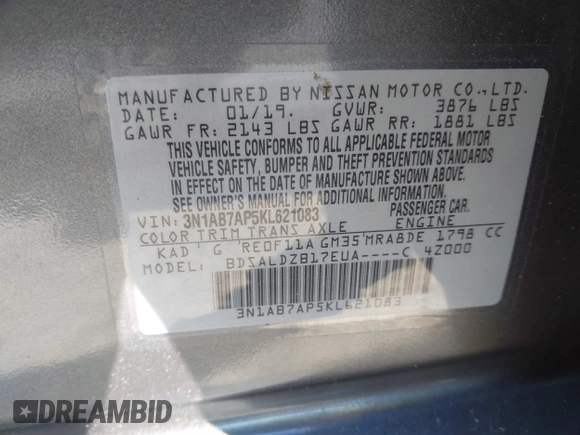 MANUFACTURED BY NISSAN MOTOR CO.,LTD.
DATE: 01/19. GVWR: 3876 LBS
GAWR FR: 2143 LBS GAWR RR: 1881 LBS
THIS VEHICLE CONFORMS TO ALL APPLICABLE FEDERAL MOTOR
VEHICLE SAFETY, BUMPER AND THEFT PREVENTION STANDARDS
IN EFFECT ON THE DATE OF MANUFACTURE SHOWN ABOVE.
SEE OWNER'S MANUAL FOR ADDITIONAL INFORMATION.
VIN: 3N1AB7AP5KL621083 PASSENGER CAR.
COLOR TRIM TRANS AXLE ENGINE
KAD G RE0F11A GM35 MRA8DE 1798 CC
MODEL: BDSALDZB17EUA----C 4Z000
3N1AB7AP5KL621083
DREAMBID